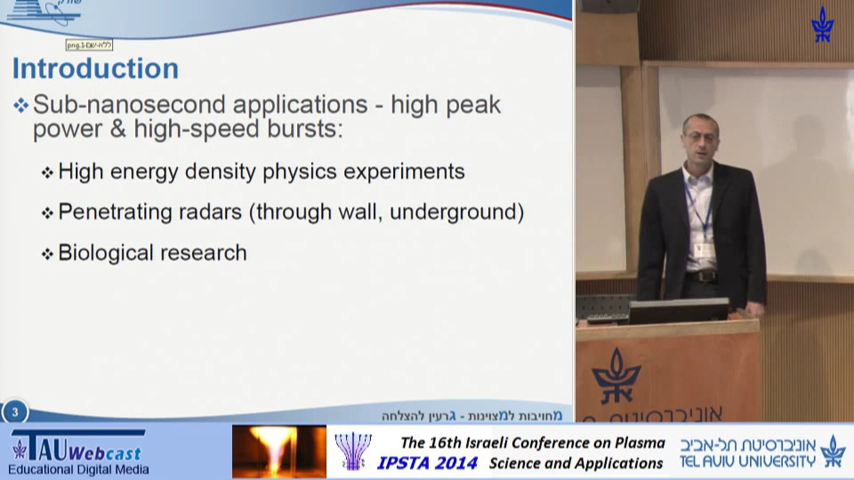 Introduction
Sub-nanosecond applications - high peak
power & high-speed bursts:
High energy density physics experiments
Penetrating radars (through wall, underground)
Biological research
3
מחויבות למצוינות - גרעין להצלחה
אוניברסיטת
TAU Webcast
Educational Digital Media
The 16th Israeli Conference on Plasma
IPSTA 2014 Science and Applications
אוניברסיטת תל-אביב
TEL AVIV UNIVERSITY